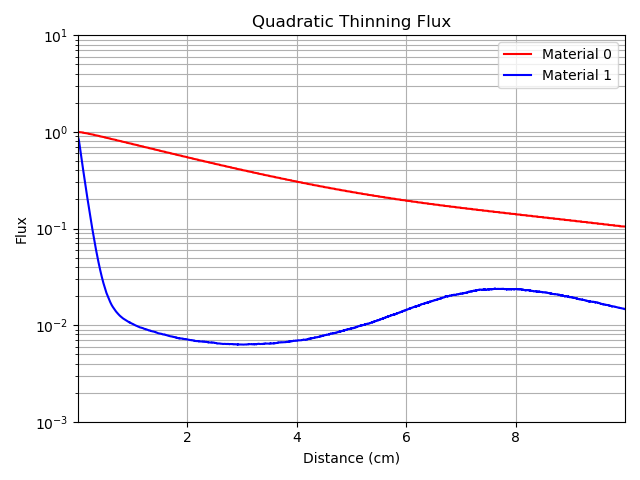 Quadratic Thinning Flux
Material 0
Material 1
10^1
10^0
10^-1
10^-2
10^-3
Flux
2 4 6 8
Distance (cm)